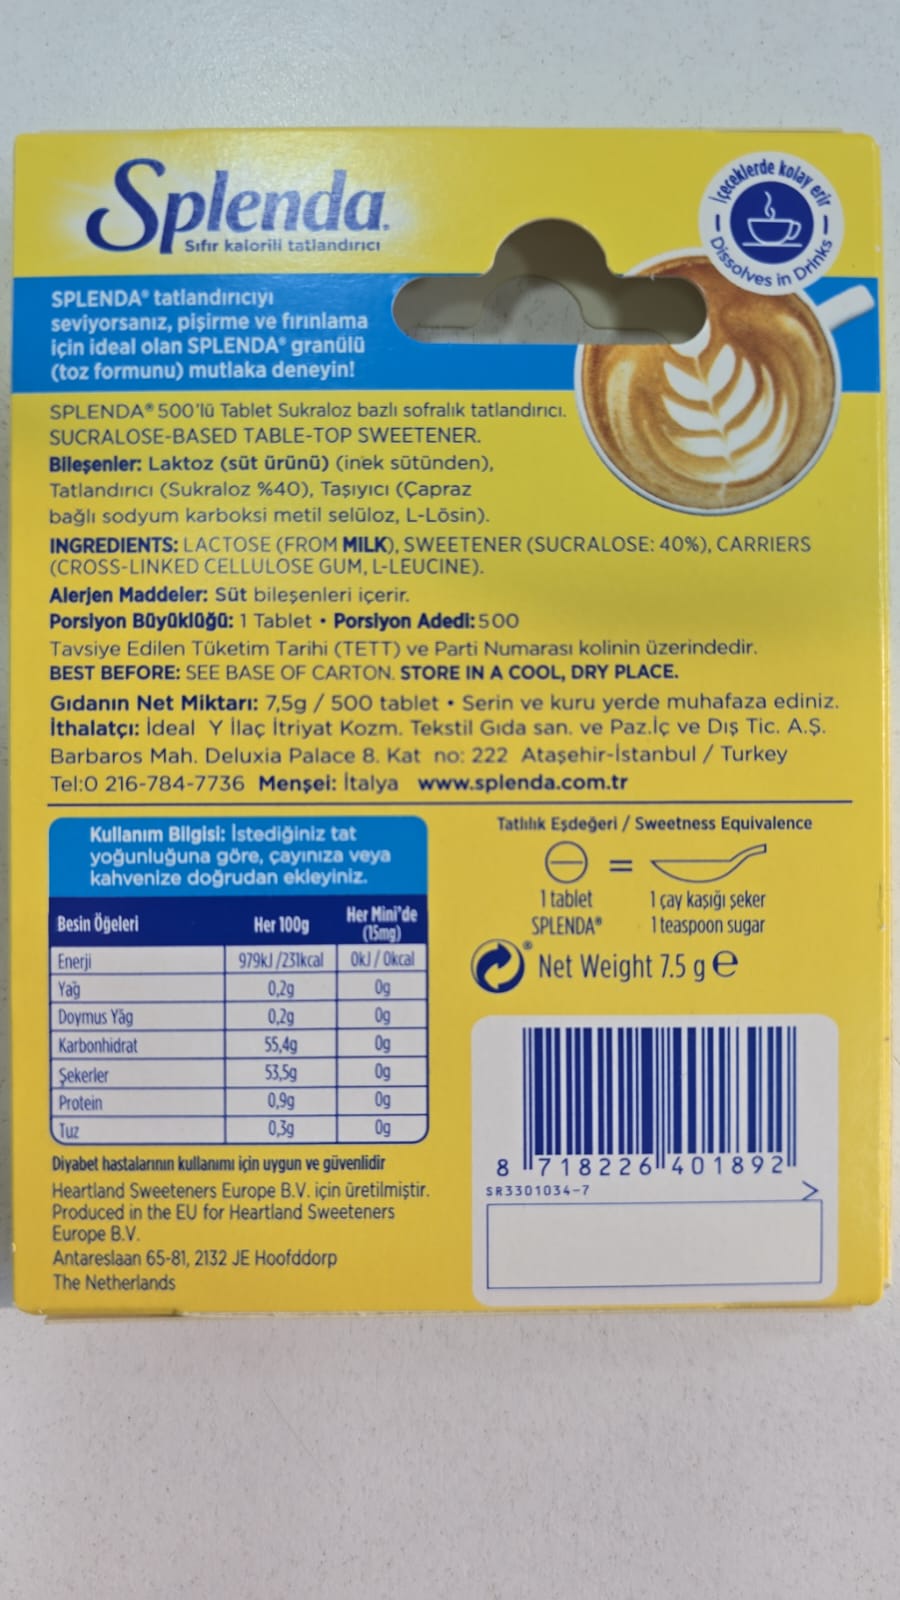 Splenda®
Sıfır kalorili tatlandırıcı
İçeceklerde kolay erir
Dissolves in Drinks
SPLENDA® tatlandırıcıyı
seviyorsanız, pişirme ve fırınlama
için ideal olan SPLENDA® granülü
(toz formunu) mutlaka deneyin!
SPLENDA® 500'lü Tablet Sukraloz bazlı sofralık tatlandırıcı.
SUCRALOSE-BASED TABLE-TOP SWEETENER.
Bileşenler: Laktoz (süt ürünü) (inek sütünden),
Tatlandırıcı (Sukraloz %40), Taşıyıcı (Çapraz
bağlı sodyum karboksi metil selüloz, L-Lösin).
INGREDIENTS: LACTOSE (FROM MILK), SWEETENER (SUCRALOSE: 40%), CARRIERS
(CROSS-LINKED CELLULOSE GUM, L-LEUCINE).
Alerjen Maddeler: Süt bileşenleri içerir.
Porsiyon Büyüklüğü: 1 Tablet • Porsiyon Adedi: 500
Tavsiye Edilen Tüketim Tarihi (TETT) ve Parti Numarası kolinin üzerindedir.
BEST BEFORE: SEE BASE OF CARTON. STORE IN A COOL, DRY PLACE.
Gıdanın Net Miktarı: 7,5g / 500 tablet • Serin ve kuru yerde muhafaza ediniz.
İthalatçı: İdeal Y İlaç İtriyat Kozm. Tekstil Gıda san. ve Paz.İç ve Dış Tic. A.Ş.
Barbaros Mah. Deluxia Palace 8. Kat no: 222 Ataşehir-İstanbul / Turkey
Tel:0 216-784-7736 Menşei: İtalya www.splenda.com.tr
Kullanım Bilgisi: İstediğiniz tat
yoğunluğuna göre, çayınıza veya
kahvenize doğrudan ekleyiniz.
Besin Öğeleri Her 100g Her Mini'de (15mg)
Enerji 979kJ/231kcal 0kJ/0kcal
Yağ 0,2g 0g
Doymus Yäg 0,2g 0g
Karbonhidrat 55,4g 0g
Şekerler 53,5g 0g
Protein 0,9g 0g
Tuz 0,3g 0g
Diyabet hastalarının kullanımı için uygun ve güvenlidir
Heartland Sweeteners Europe B.V. için üretilmiştir.
Produced in the EU for Heartland Sweeteners
Europe B.V.
Antareslaan 65-81, 2132 JE Hoofddorp
The Netherlands
Tatlılık Eşdeğeri / Sweetness Equivalence
=
1 tablet 1 çay kaşığı şeker
SPLENDA® 1 teaspoon sugar
® Net Weight 7.5 g e
8 718226 401892
SR3301034-7 >